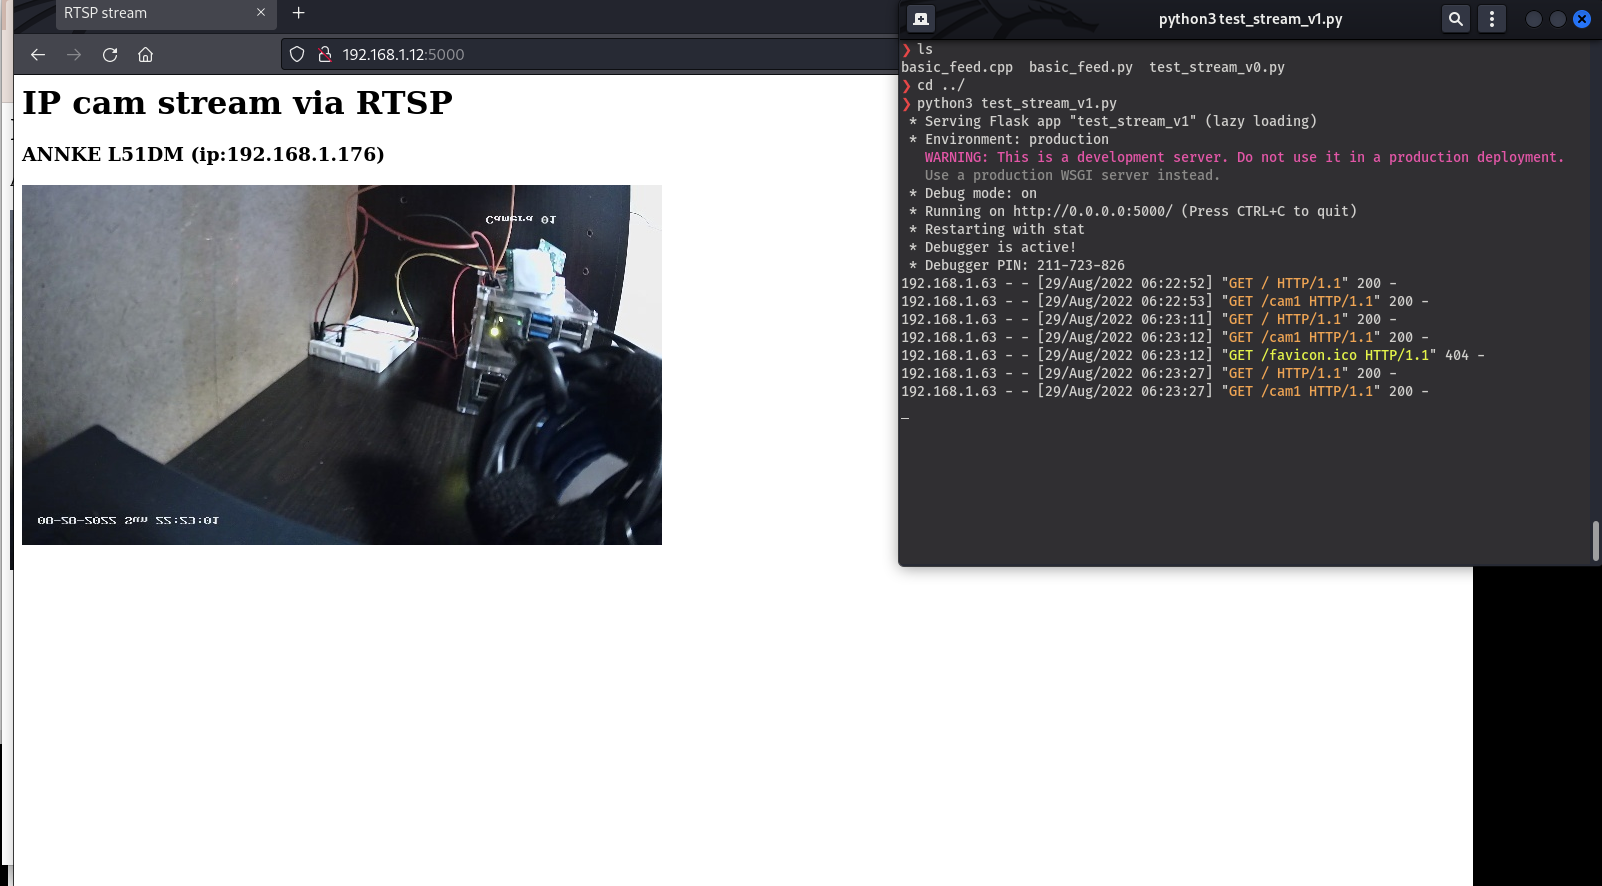 RTSP stream
192.168.1.12:5000
IP cam stream via RTSP
ANNKE L51DM (ip:192.168.1.176)
Camera 01
22:23:01
python3 test_stream_v1.py
❯ ls
basic_feed.cpp basic_feed.py test_stream_v0.py
❯ cd ../
❯ python3 test_stream_v1.py
* Serving Flask app "test_stream_v1" (lazy loading)
* Environment: production
WARNING: This is a development server. Do not use it in a production deployment.
Use a production WSGI server instead.
* Debug mode: on
* Running on http://0.0.0.0:5000/ (Press CTRL+C to quit)
* Restarting with stat
* Debugger is active!
* Debugger PIN: 211-723-826
192.168.1.63 - - [29/Aug/2022 06:22:52] "GET / HTTP/1.1" 200 -
192.168.1.63 - - [29/Aug/2022 06:22:53] "GET /cam1 HTTP/1.1" 200 -
192.168.1.63 - - [29/Aug/2022 06:23:11] "GET / HTTP/1.1" 200 -
192.168.1.63 - - [29/Aug/2022 06:23:12] "GET /cam1 HTTP/1.1" 200 -
192.168.1.63 - - [29/Aug/2022 06:23:12] "GET /favicon.ico HTTP/1.1" 404 -
192.168.1.63 - - [29/Aug/2022 06:23:27] "GET / HTTP/1.1" 200 -
192.168.1.63 - - [29/Aug/2022 06:23:27] "GET /cam1 HTTP/1.1" 200 -